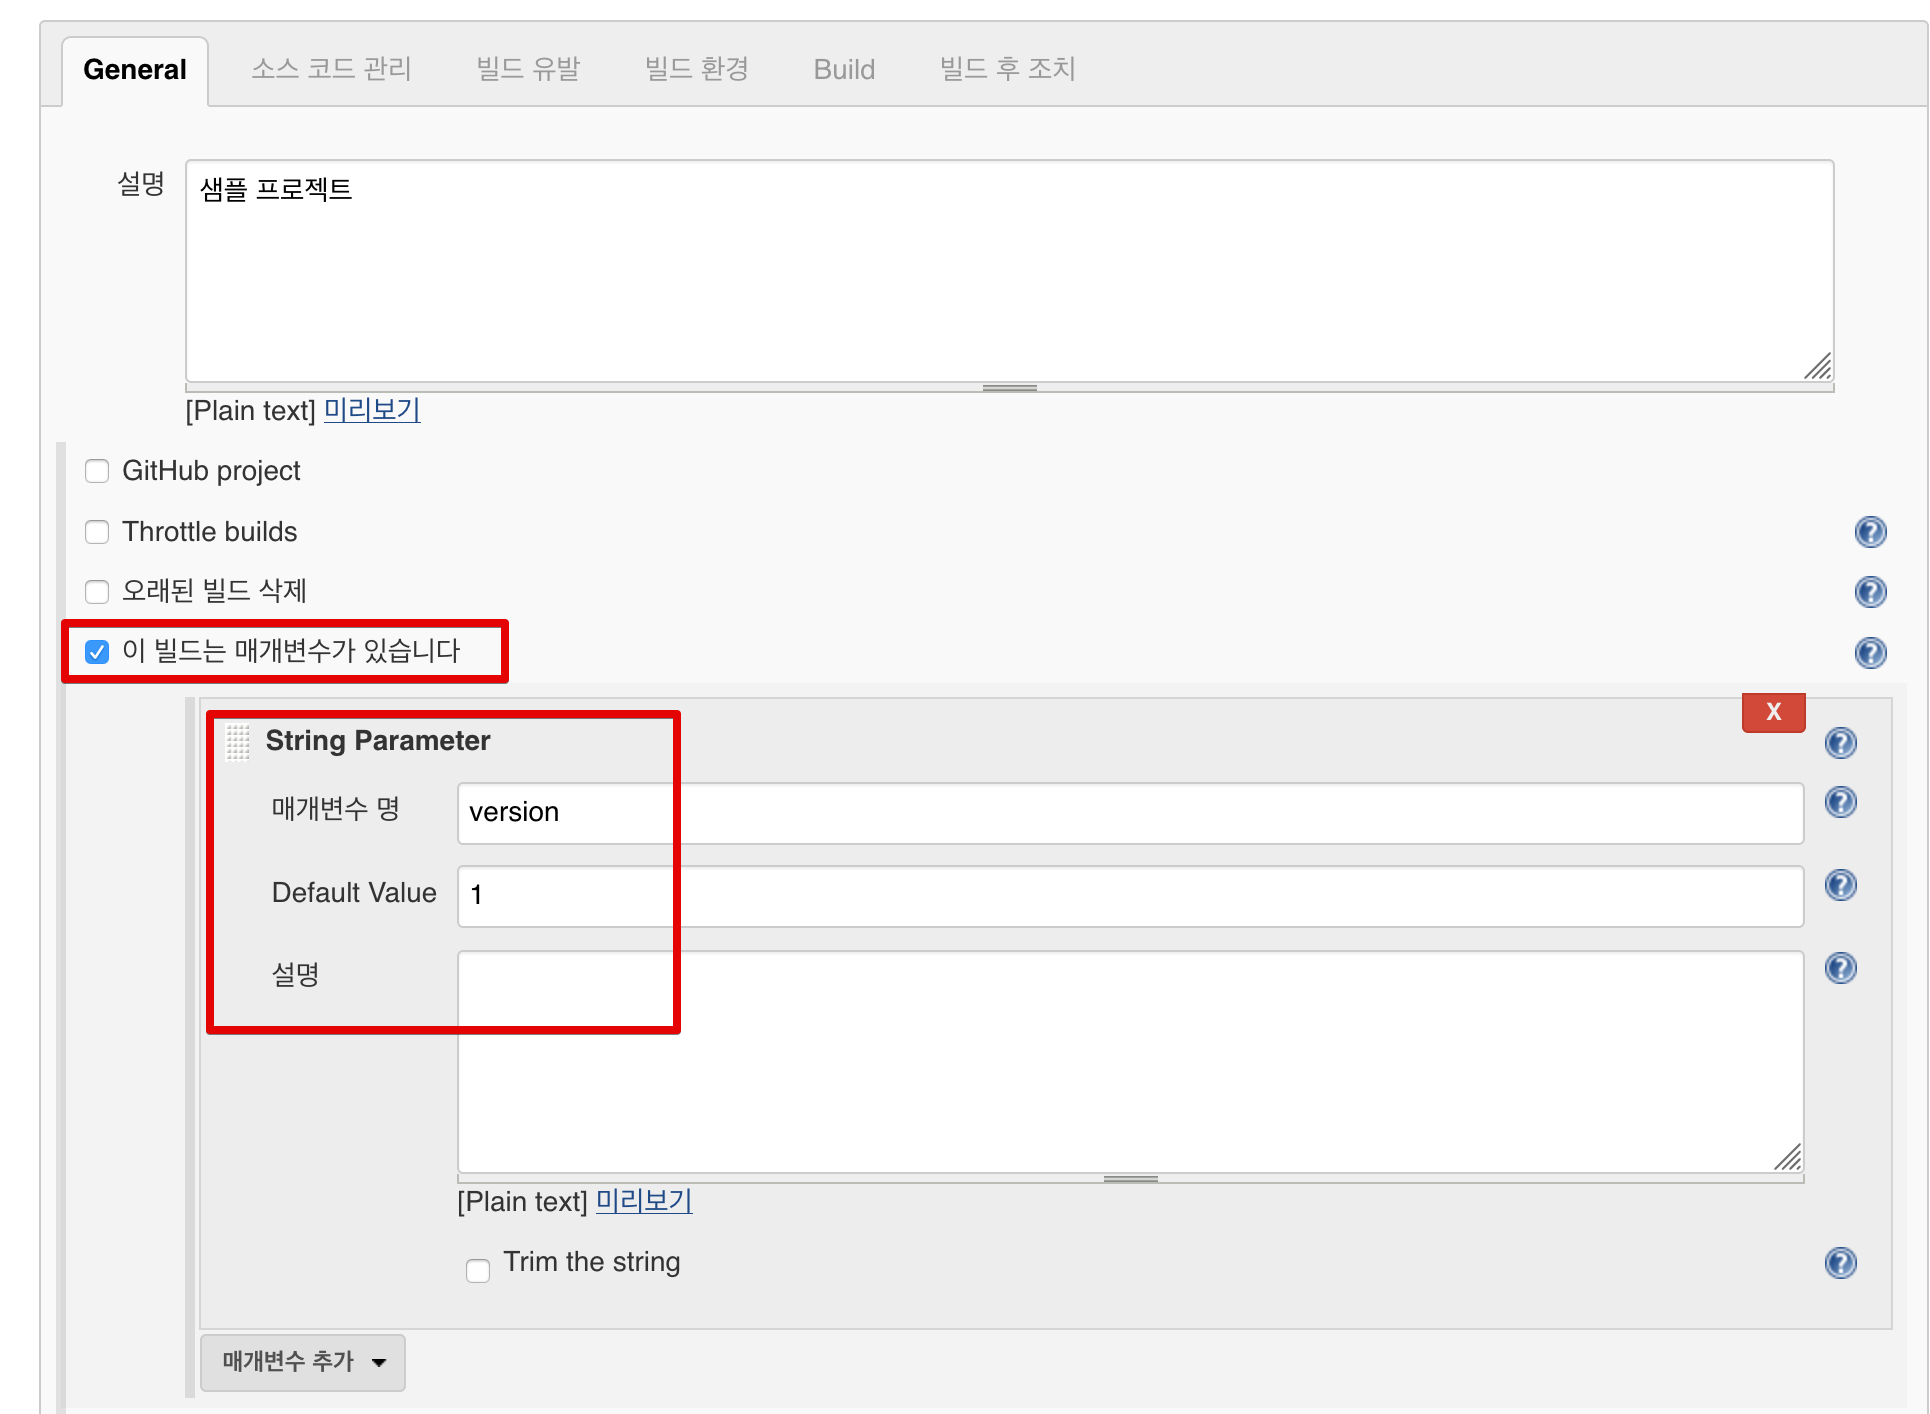 General 소스 코드 관리 빌드 유발 빌드 환경 Build 빌드 후 조치
설명 샘플 프로젝트
[Plain text] 미리보기
GitHub project
Throttle builds
오래된 빌드 삭제
이 빌드는 매개변수가 있습니다
X
String Parameter
매개변수 명 version
Default Value 1
설명
[Plain text] 미리보기
Trim the string
매개변수 추가